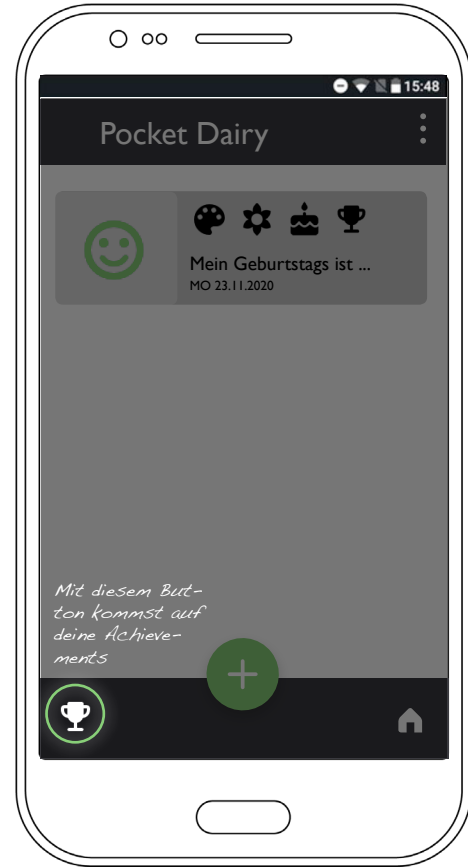 15:48
Pocket Dairy
Mein Geburtstags ist ...
MO 23.11.2020
Mit diesem But-
ton kommst auf
deine Achieve-
ments